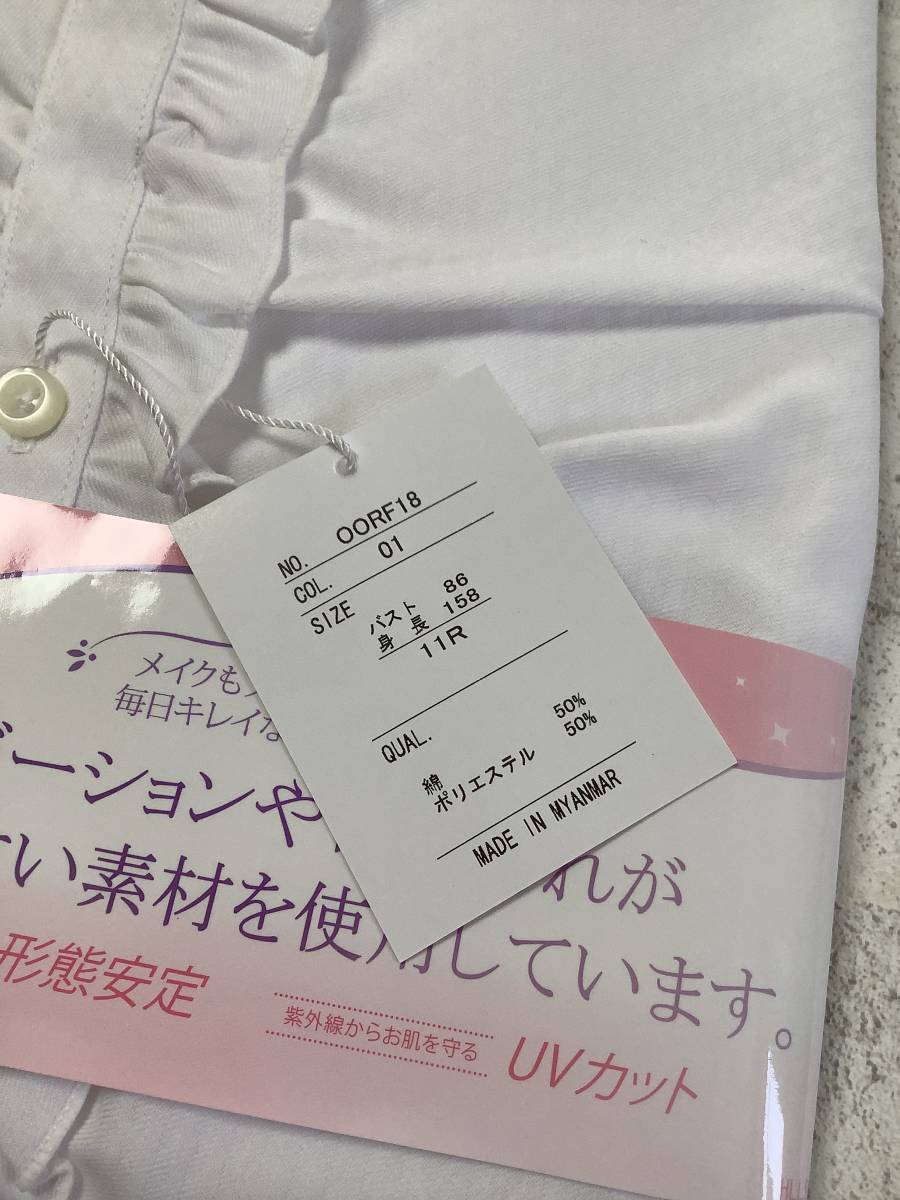 NO. OORF18
COL. 01
SIZE バスト 86
身長 158
11R
QUAL.
綿 50%
ポリエステル 50%
MADE IN MYANMAR
メイクも
毎日キレイな
デーションや
れが
すい素材を使用しています。
形態安定
紫外線からお肌を守る
UVカット